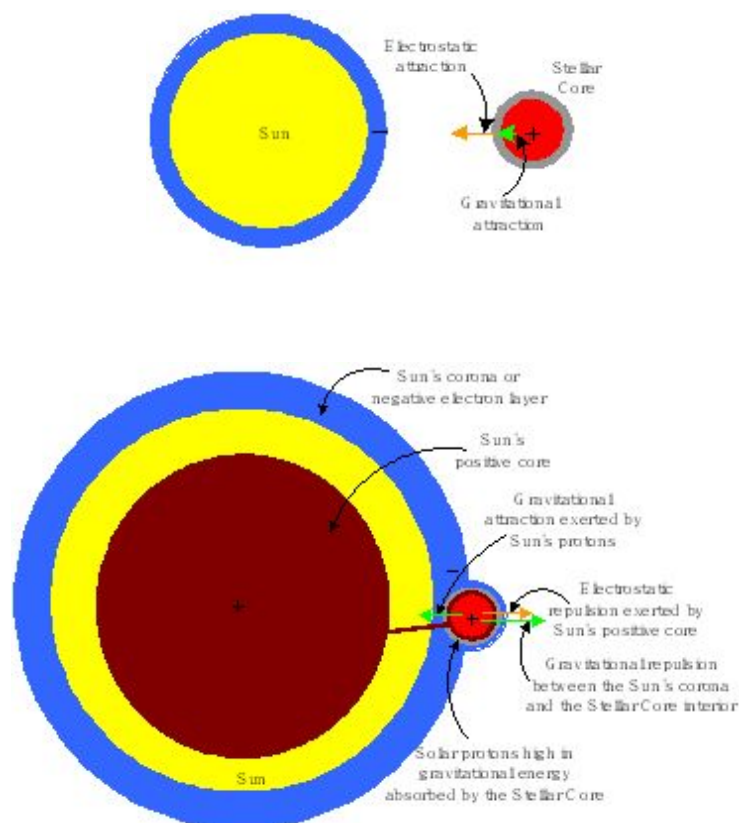 Electrostatic
attraction
Stellar
Core
Sun
Gravitational
attraction
Sun's corona or
negative electron layer
Sun's
positive core
Gravitational
attraction exerted by
Sun's protons
Electrostatic
repulsion exerted by
Sun's positive core
Gravitational repulsion
between the Sun's corona
and the Stellar Core interior
Solar protons high in
gravitational energy
absorbed by the Stellar Core
Sun